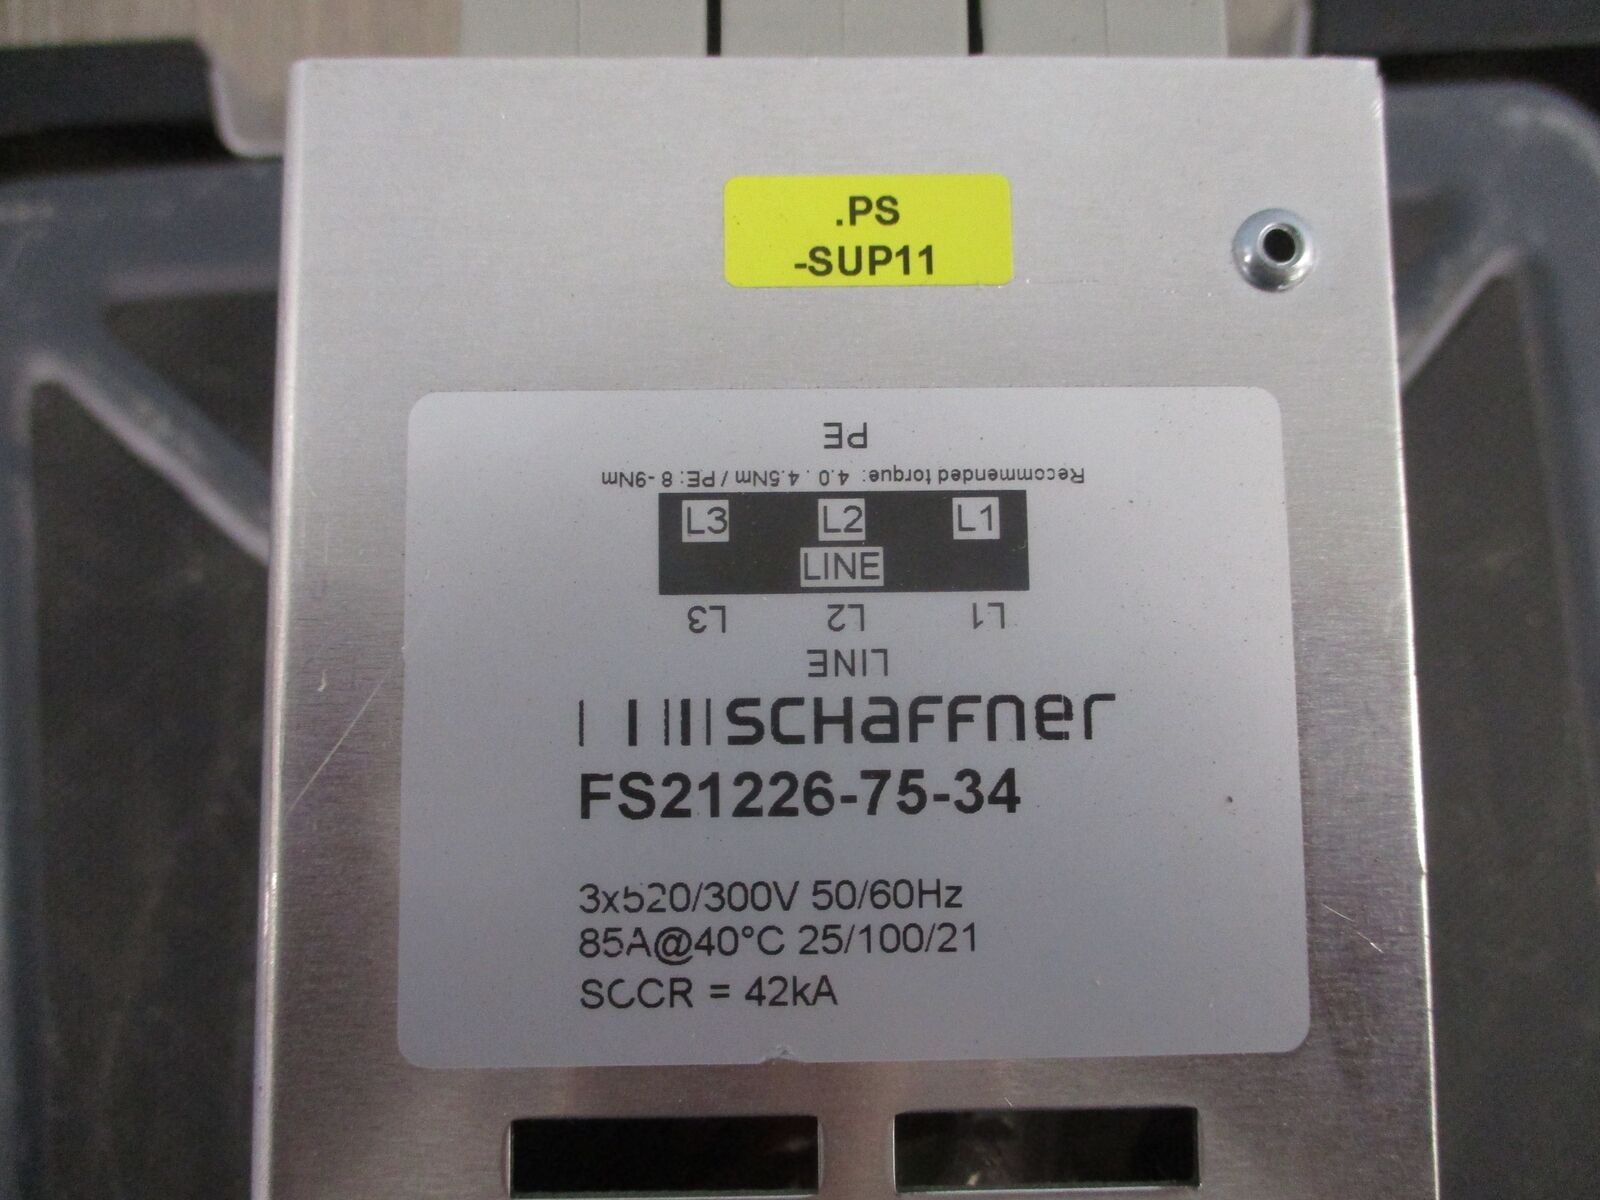 .PS
-SUP11
PE
Recommended torque: 4.0 . 4.5Nm / PE: 8 -9Nm
L3 L2 L1
LINE
L3 L2 L1
LINE
SCHAFFNER
FS21226-75-34
3x520/300V 50/60Hz
85A@40°C 25/100/21
SCCR = 42kA